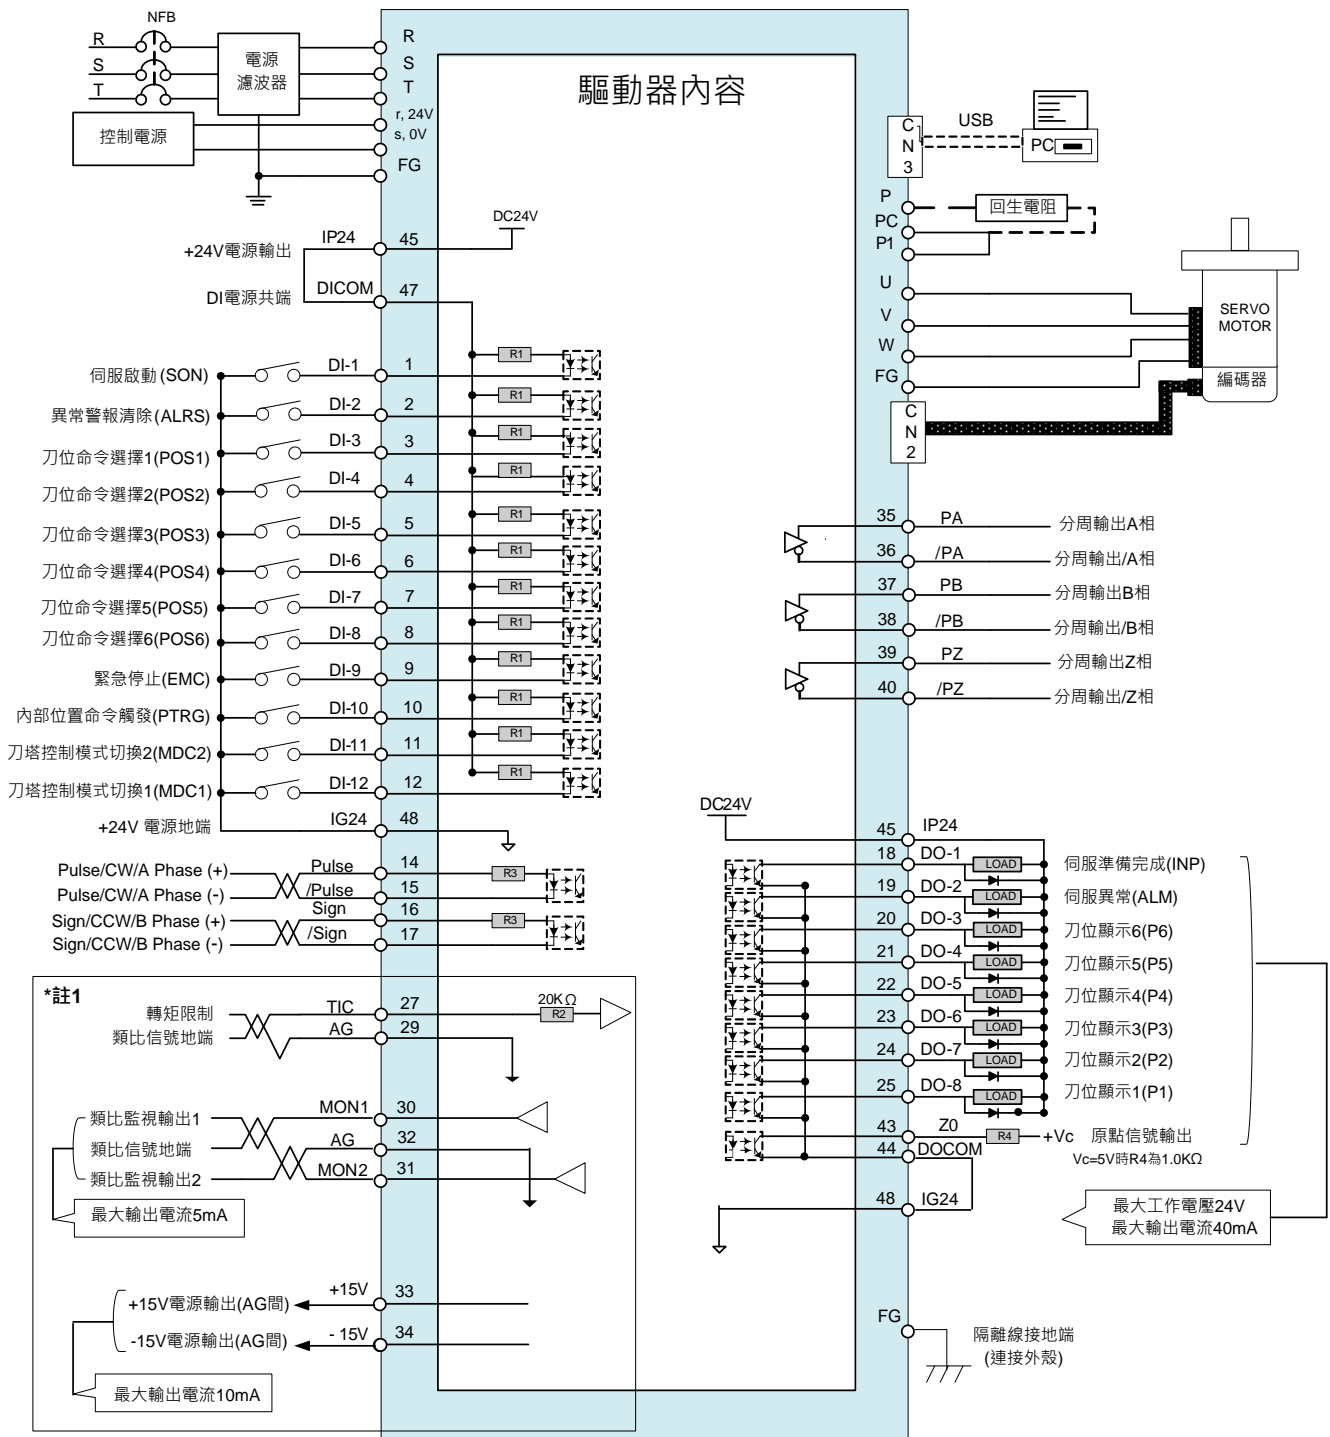 NFB
R
S
T
電源
濾波器
控制電源
R
S
T
r, 24V
s, 0V
FG
驅動器內容
DC24V
+24V電源輸出
IP24
45
DI電源共端
DICOM
47
伺服啟動(SON)
DI-1
1
R1
異常警報清除(ALRS)
DI-2
2
R1
刀位命令選擇1(POS1)
DI-3
3
R1
刀位命令選擇2(POS2)
DI-4
4
R1
刀位命令選擇3(POS3)
DI-5
5
R1
刀位命令選擇4(POS4)
DI-6
6
R1
刀位命令選擇5(POS5)
DI-7
7
R1
刀位命令選擇6(POS6)
DI-8
8
R1
緊急停止(EMC)
DI-9
9
R1
內部位置命令觸發(PTRG)
DI-10
10
R1
刀塔控制模式切換2(MDC2)
DI-11
11
R1
刀塔控制模式切換1(MDC1)
DI-12
12
R1
+24V 電源地端
IG24
48
Pulse/CW/A Phase (+)
Pulse
14
R3
Pulse/CW/A Phase (-)
/Pulse
15
Sign/CCW/B Phase (+)
Sign
16
R3
Sign/CCW/B Phase (-)
/Sign
17
*註1
轉矩限制
TIC
27
20KΩ
R2
類比信號地端
AG
29
類比監視輸出1
MON1
30
類比信號地端
AG
32
類比監視輸出2
MON2
31
最大輸出電流5mA
+15V電源輸出(AG間)
+15V
33
-15V電源輸出(AG間)
- 15V
34
最大輸出電流10mA
CN3
USB
PC
P
PC
P1
回生電阻
U
V
W
FG
SERVO
MOTOR
編碼器
CN2
35
PA
分周輸出A相
36
/PA
分周輸出/A相
37
PB
分周輸出B相
38
/PB
分周輸出/B相
39
PZ
分周輸出Z相
40
/PZ
分周輸出/Z相
DC24V
45
IP24
18
DO-1
LOAD
伺服準備完成(INP)
19
DO-2
LOAD
伺服異常(ALM)
20
DO-3
LOAD
刀位顯示6(P6)
21
DO-4
LOAD
刀位顯示5(P5)
22
DO-5
LOAD
刀位顯示4(P4)
23
DO-6
LOAD
刀位顯示3(P3)
24
DO-7
LOAD
刀位顯示2(P2)
25
DO-8
LOAD
刀位顯示1(P1)
43
Z0
R4
+Vc
原點信號輸出
44
DOCOM
Vc=5V時R4為1.0KΩ
48
IG24
最大工作電壓24V
最大輸出電流40mA
FG
隔離線接地端
(連接外殼)